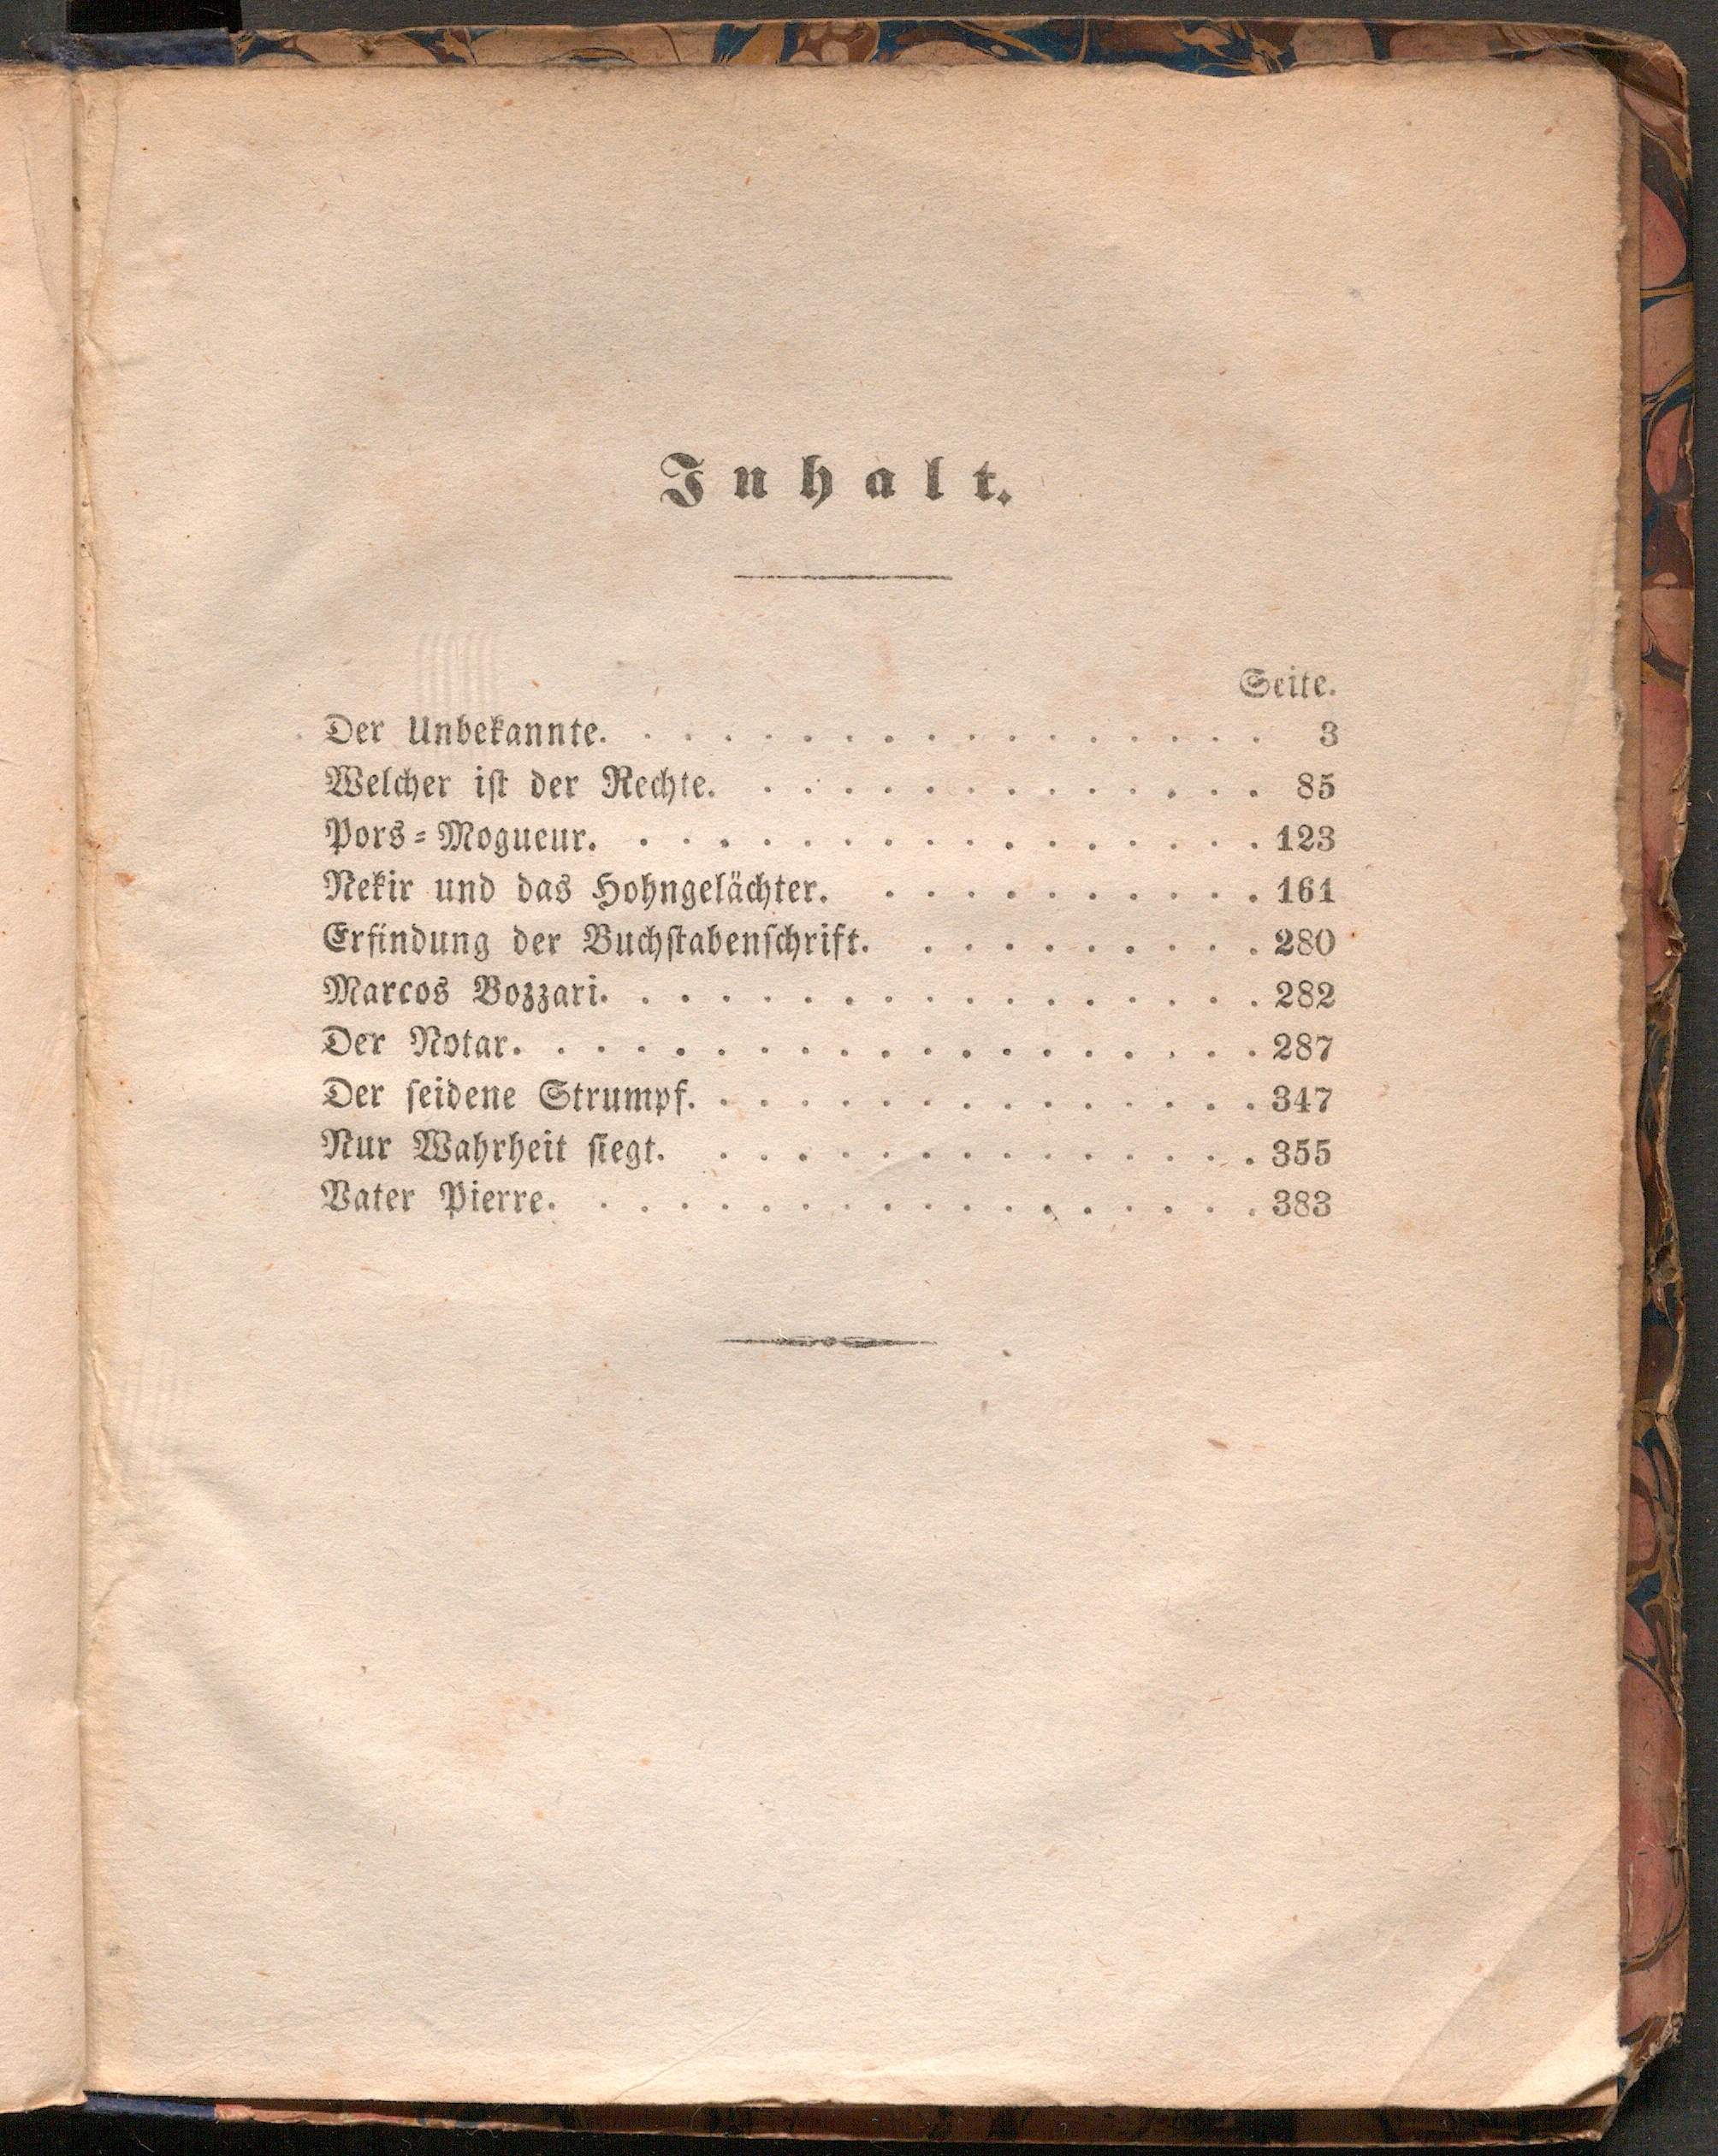 Inhalt.
Seite.
Der Unbekannte. . . . . . . . . . . . . . . . . . 3
Welcher ist der Rechte. . . . . . . . . . . . . . 85
Pors-Mogueur. . . . . . . . . . . . . . . . . . 123
Nekir und das Hohngelächter. . . . . . . . . . . 161
Erfindung der Buchstabenschrift. . . . . . . . . . 280
Marcos Bozzari. . . . . . . . . . . . . . . . . . 282
Der Notar. . . . . . . . . . . . . . . . . . . . 287
Der seidene Strumpf. . . . . . . . . . . . . . . 347
Nur Wahrheit siegt. . . . . . . . . . . . . . . 355
Vater Pierre. . . . . . . . . . . . . . . . . . 383